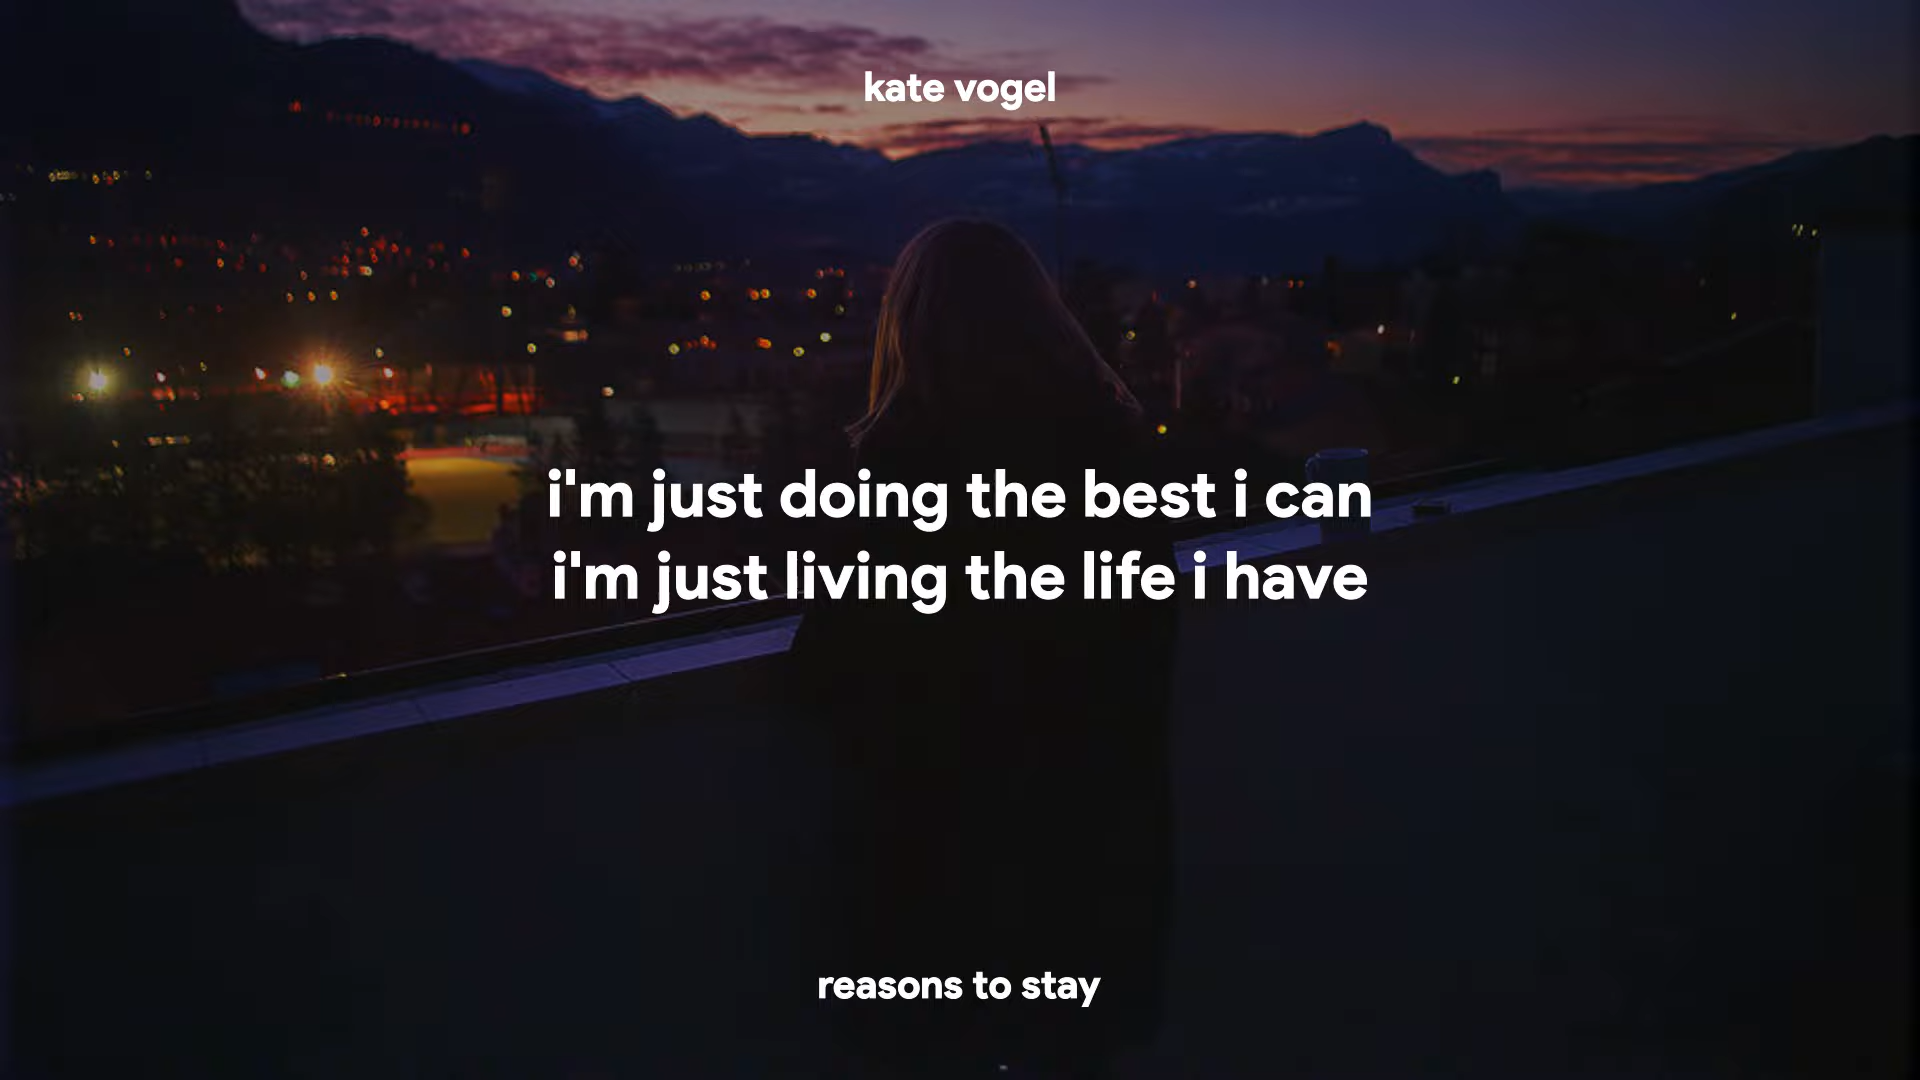 kate vogel
i'm just doing the best i can
i'm just living the life i have
reasons to stay